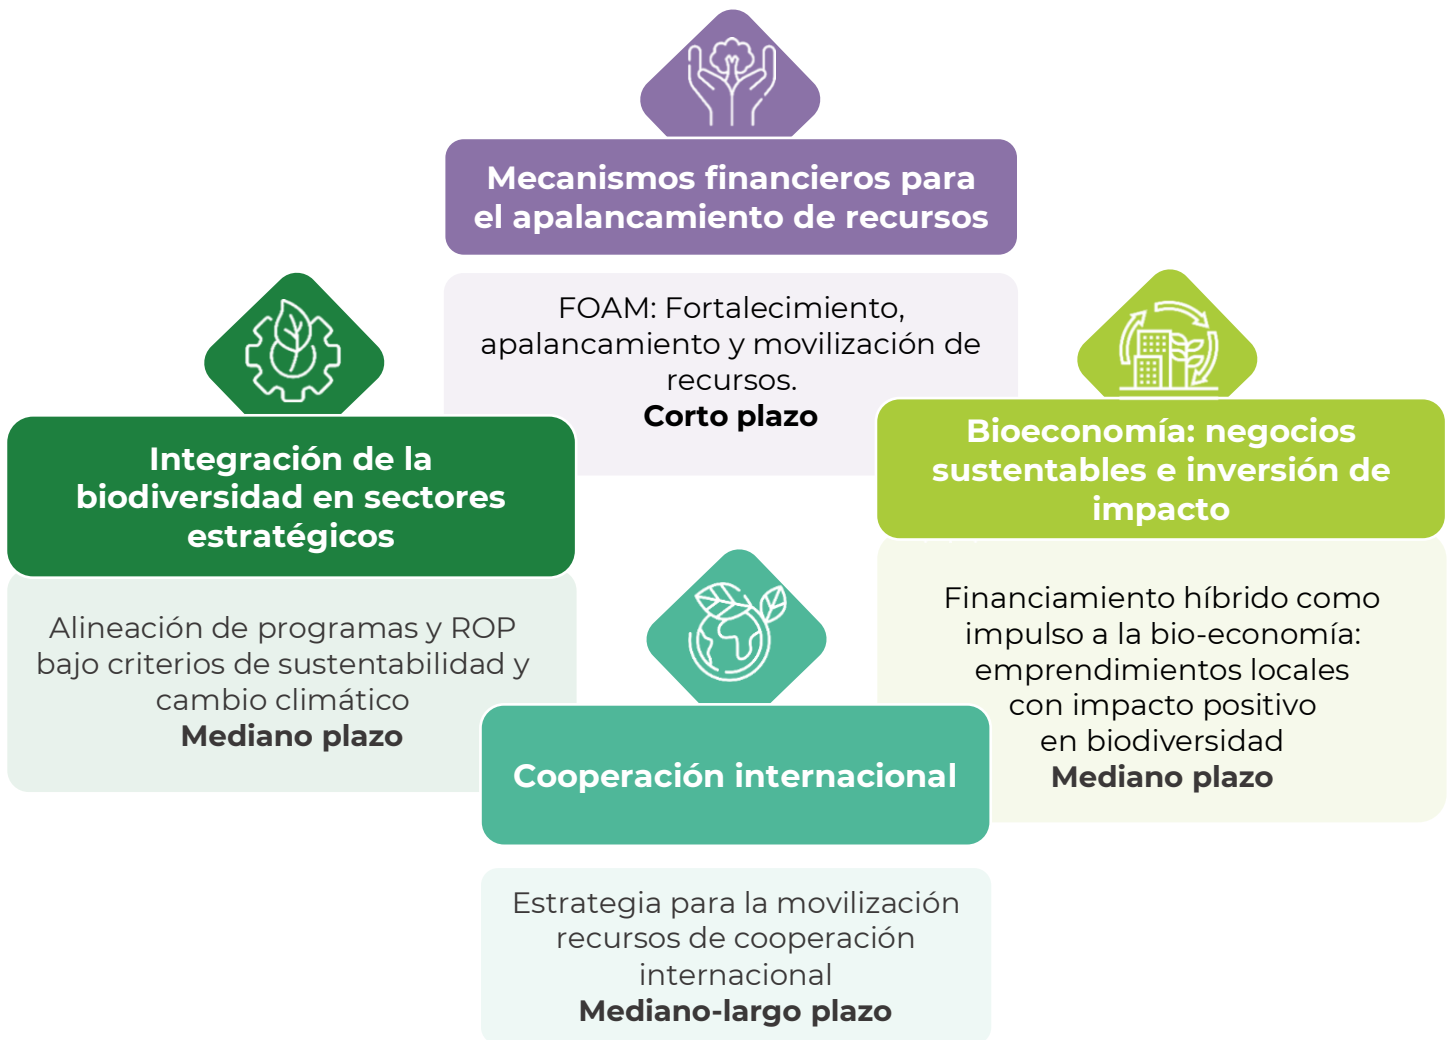 Mecanismos financieros para
el apalancamiento de recursos
FOAM: Fortalecimiento,
apalancamiento y movilización de
recursos.
Corto plazo
Integración de la
biodiversidad en sectores
estratégicos
Alineación de programas y ROP
bajo criterios de sustentabilidad y
cambio climático
Mediano plazo
Bioeconomía: negocios
sustentables e inversión de
impacto
Financiamiento híbrido como
impulso a la bio-economía:
emprendimientos locales
con impacto positivo
en biodiversidad
Mediano plazo
Cooperación internacional
Estrategia para la movilización
recursos de cooperación
internacional
Mediano-largo plazo